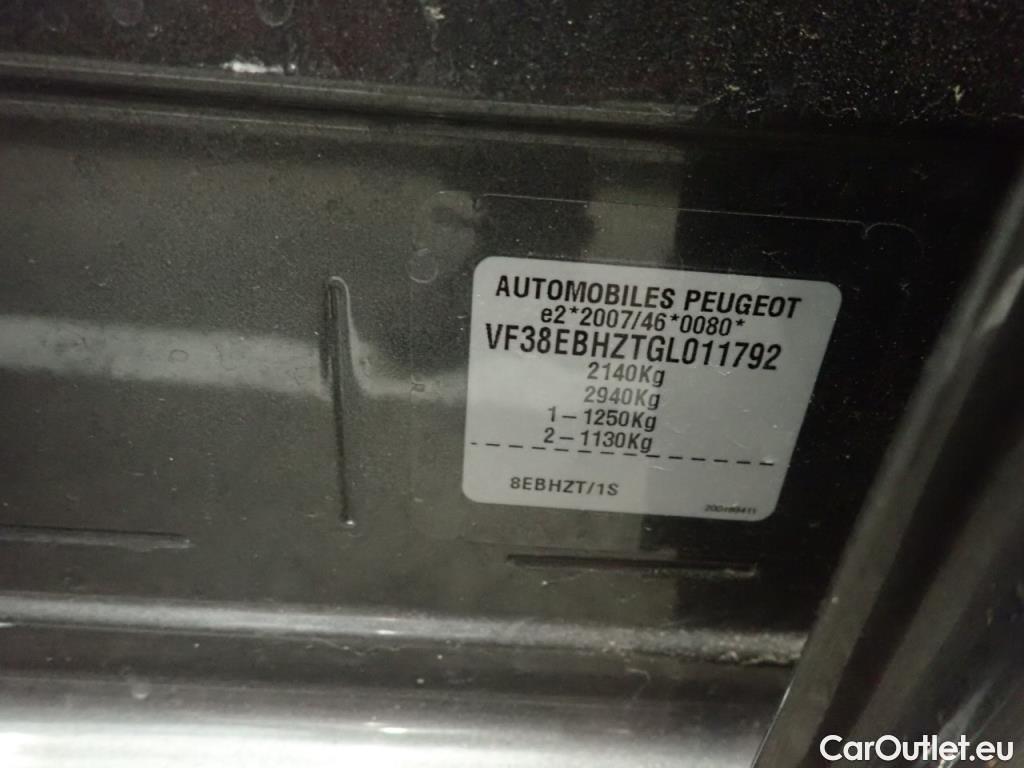 AUTOMOBILES PEUGEOT
e2*2007/46*0080*
VF38EBHZTGL011792
2140Kg
2940Kg
1-1250Kg
2-1130Kg
8EBHZT/1S
CarOutlet.eu